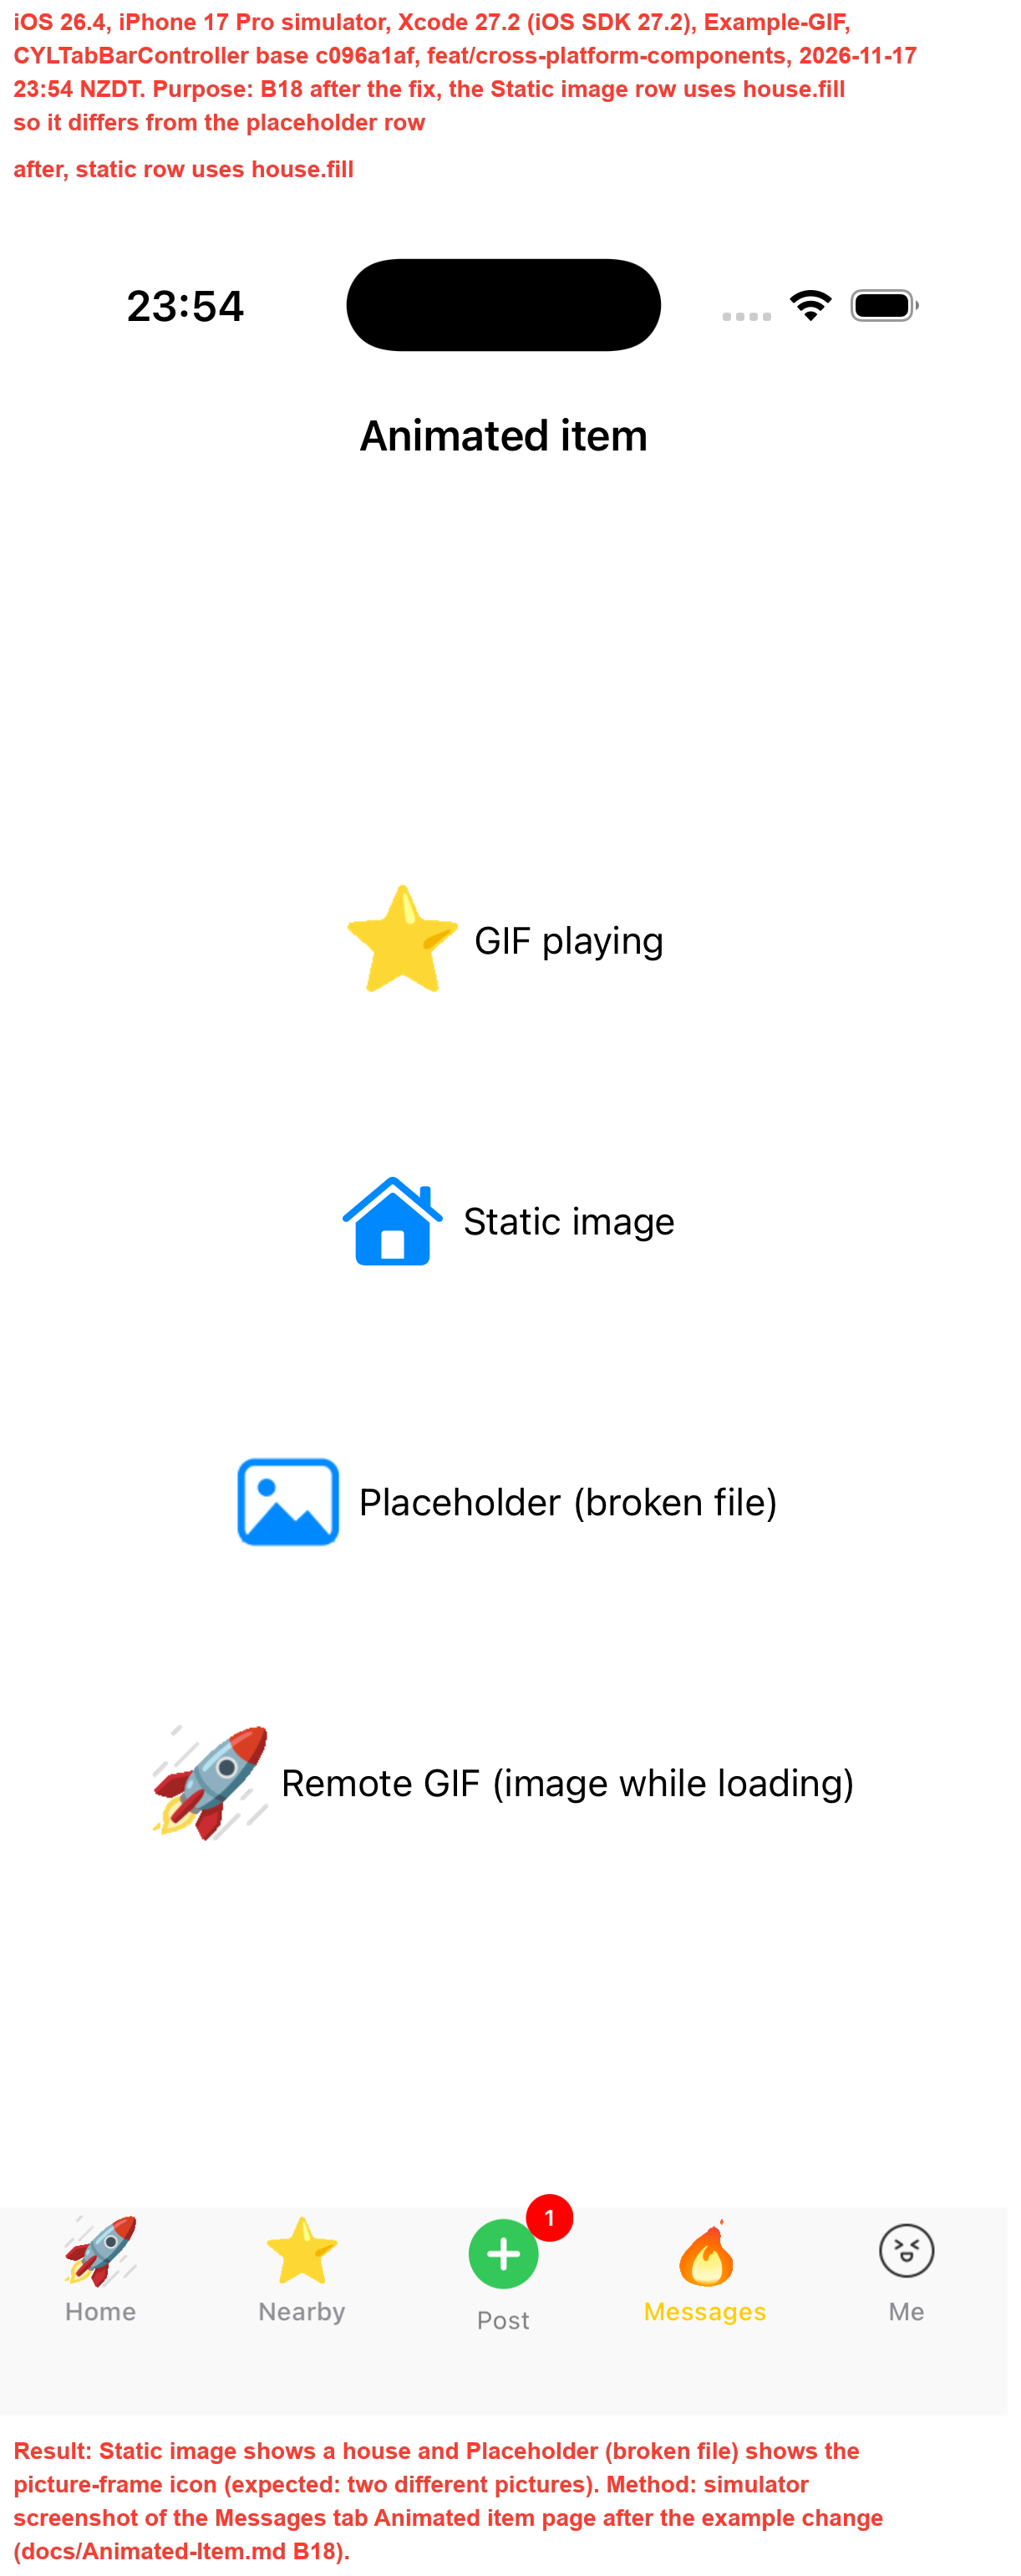 iOS 26.4, iPhone 17 Pro simulator, Xcode 27.2 (iOS SDK 27.2), Example-GIF,
CYLTabBarController base c096a1af, feat/cross-platform-components, 2026-11-17
23:54 NZDT. Purpose: B18 after the fix, the Static image row uses house.fill
so it differs from the placeholder row
after, static row uses house.fill
23:54
Animated item
GIF playing
Static image
Placeholder (broken file)
Remote GIF (image while loading)
1
Home
Nearby
Post
Messages
Me
Result: Static image shows a house and Placeholder (broken file) shows the
picture-frame icon (expected: two different pictures). Method: simulator
screenshot of the Messages tab Animated item page after the example change
(docs/Animated-Item.md B18).